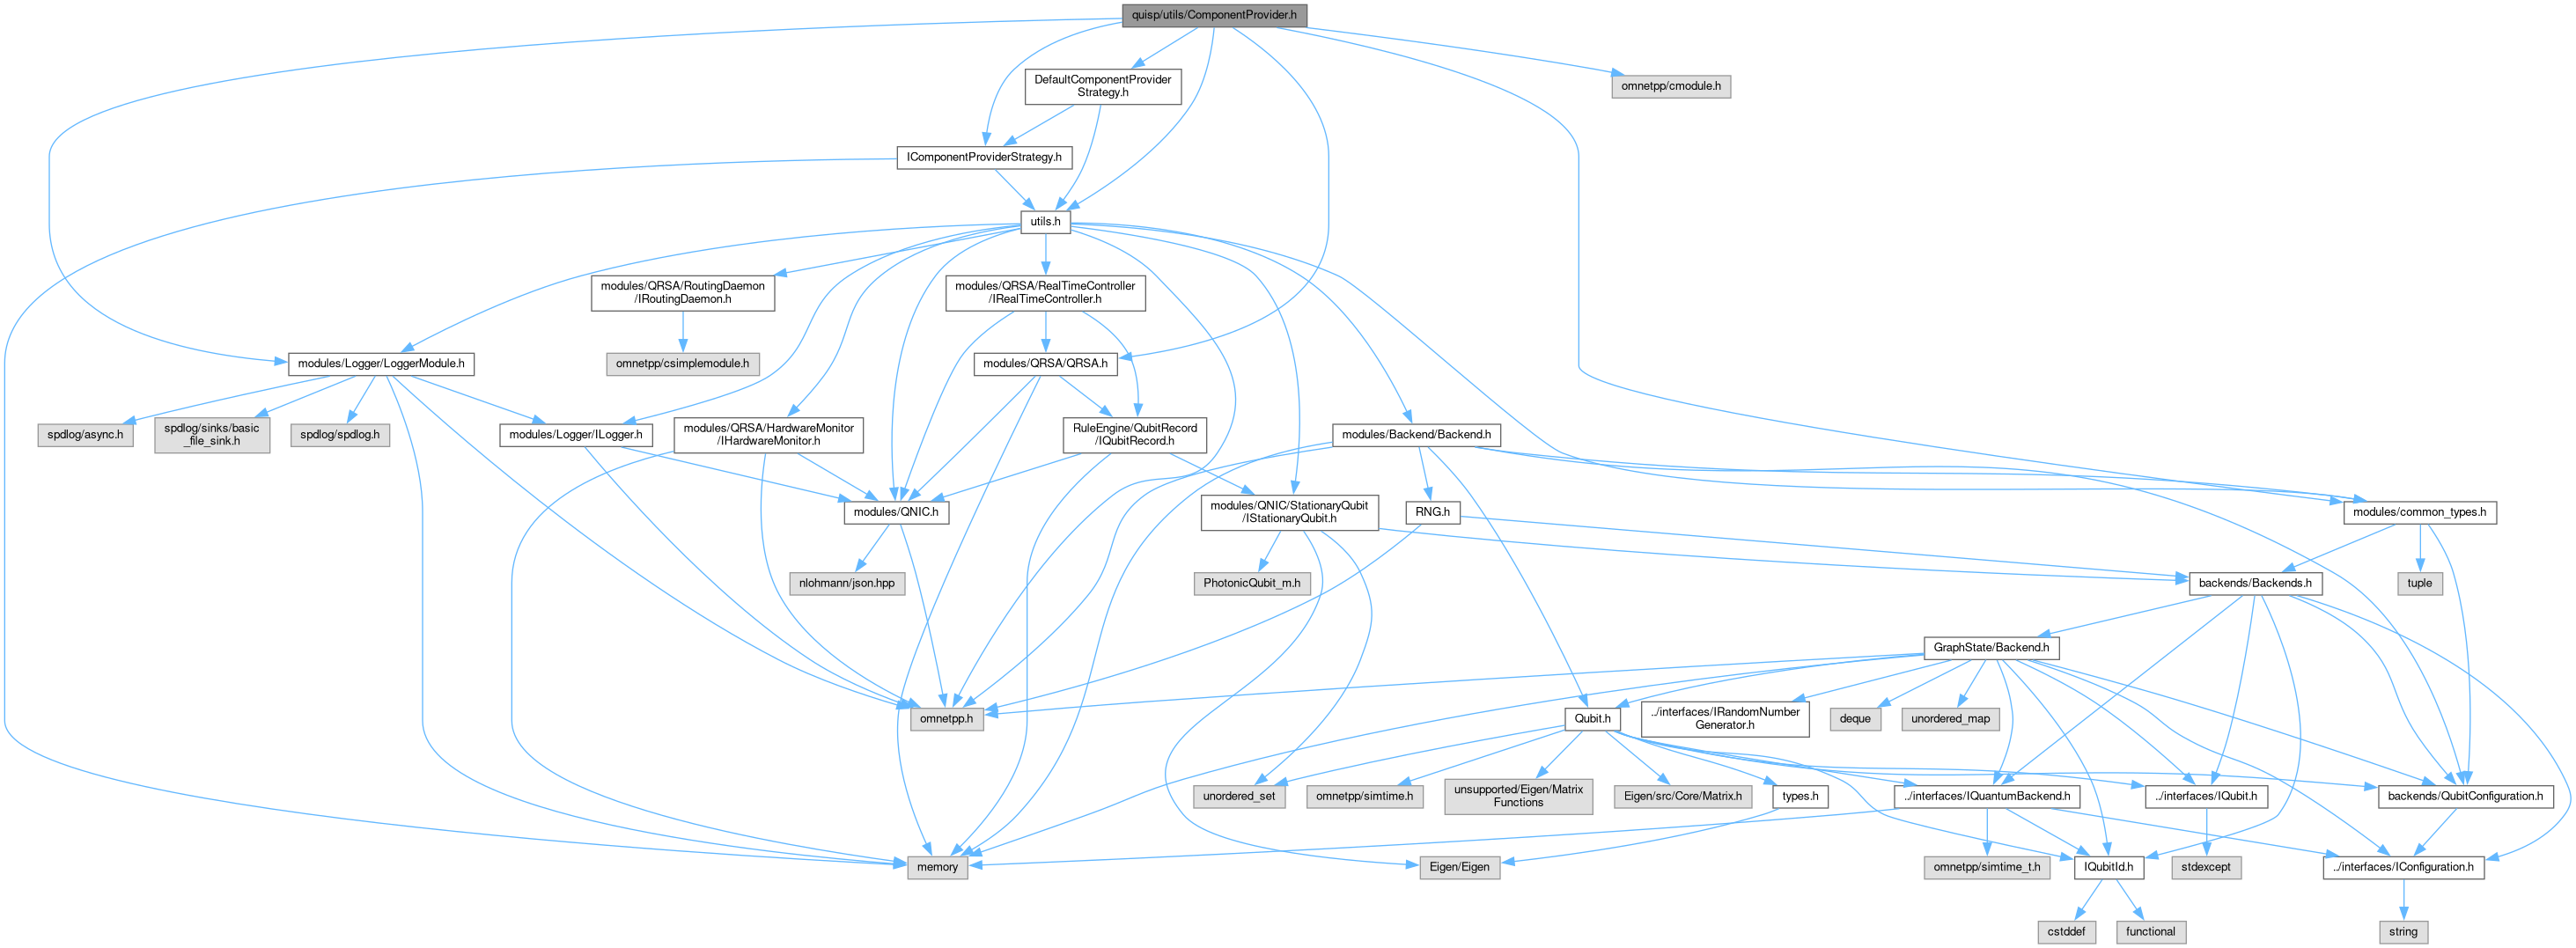 quisp/utils/ComponentProvider.h
DefaultComponentProvider
Strategy.h
omnetpp/cmodule.h
IComponentProviderStrategy.h
utils.h
modules/QRSA/RoutingDaemon
/IRoutingDaemon.h
modules/QRSA/RealTimeController
/IRealTimeController.h
modules/Logger/LoggerModule.h
omnetpp/csimplemodule.h
modules/QRSA/QRSA.h
spdlog/async.h
spdlog/sinks/basic
_file_sink.h
spdlog/spdlog.h
modules/Logger/ILogger.h
modules/QRSA/HardwareMonitor
/IHardwareMonitor.h
RuleEngine/QubitRecord
/IQubitRecord.h
modules/Backend/Backend.h
modules/QNIC.h
modules/QNIC/StationaryQubit
/IStationaryQubit.h
RNG.h
modules/common_types.h
nlohmann/json.hpp
PhotonicQubit_m.h
backends/Backends.h
tuple
GraphState/Backend.h
omnetpp.h
Qubit.h
../interfaces/IRandomNumber
Generator.h
deque
unordered_map
unordered_set
omnetpp/simtime.h
unsupported/Eigen/Matrix
Functions
Eigen/src/Core/Matrix.h
types.h
../interfaces/IQuantumBackend.h
../interfaces/IQubit.h
backends/QubitConfiguration.h
memory
Eigen/Eigen
omnetpp/simtime_t.h
IQubitId.h
stdexcept
../interfaces/IConfiguration.h
cstddef
functional
string